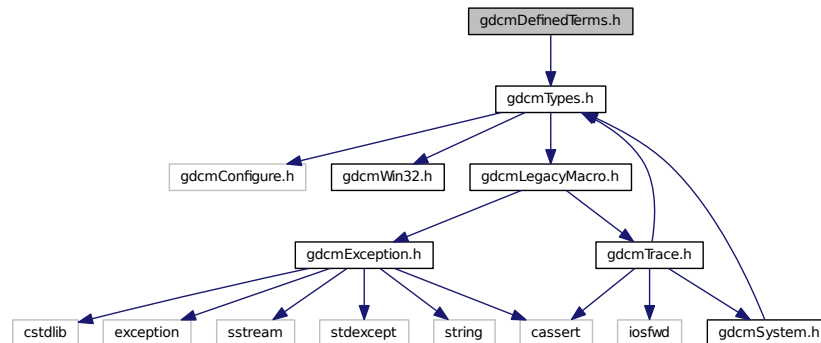 gdcmDefinedTerms.h
gdcmTypes.h
gdcmConfigure.h
gdcmWin32.h
gdcmLegacyMacro.h
gdcmException.h
gdcmTrace.h
cstdlib
exception
sstream
stdexcept
string
cassert
iosfwd
gdcmSystem.h